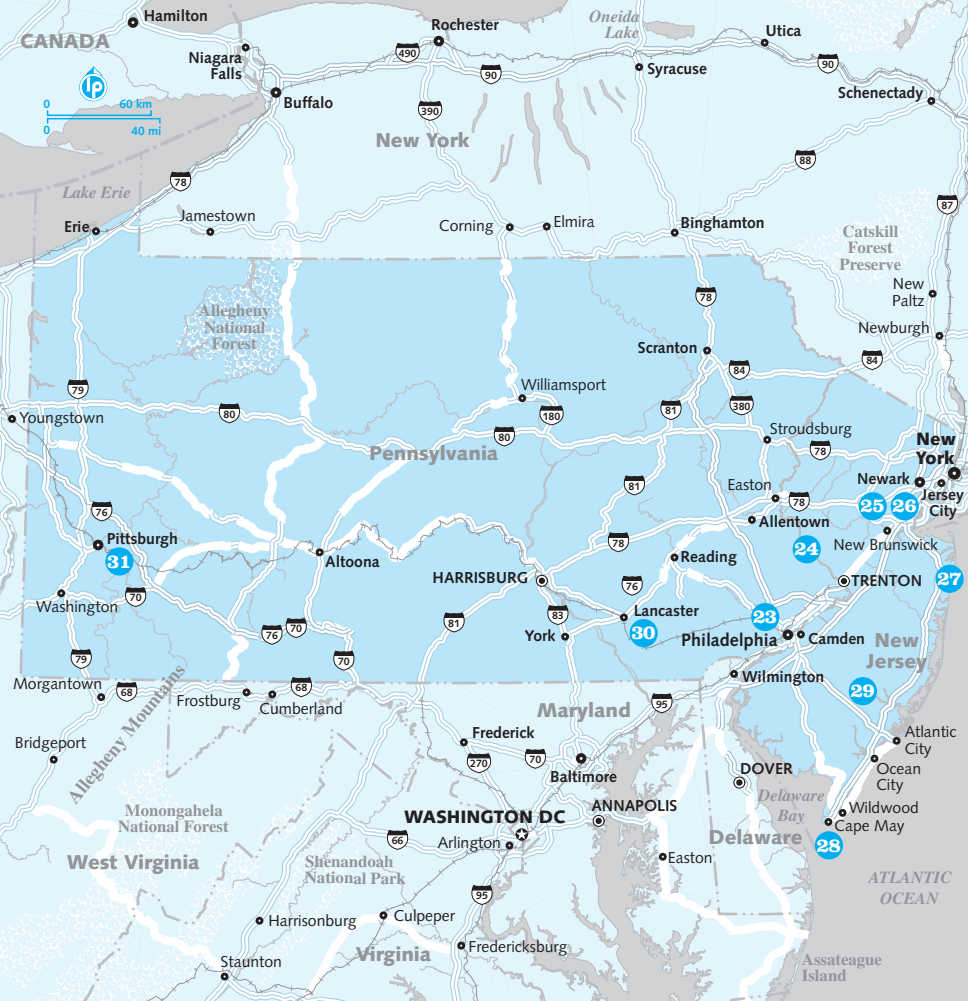 Hamilton
CANADA
Niagara
Falls
lp
0
60 km
0
40 mi
Buffalo
Rochester
490
90
390
New York
Oneida
Lake
Utica
90
Syracuse
Schenectady
88
87
Lake Erie
78
Erie
Jamestown
Corning
Elmira
Binghamton
Catskill
Forest
Preserve
New
Paltz
Newburgh
78
Allegheny
National
Forest
Scranton
84
84
79
Williamsport
81
380
Youngstown
80
180
80
Pennsylvania
Stroudsburg
78
New
York
Newark
Jersey
City
81
Easton
78
25
26
76
Pittsburgh
31
Altoona
78
Allentown
24
New Brunswick
Reading
HARRISBURG
76
TRENTON
27
Washington
70
Lancaster
30
23
83
81
76
70
York
Philadelphia
Camden
New
Jersey
79
70
Morgantown
68
Frostburg
68
Cumberland
Wilmington
29
Allegheny Mountains
Maryland
95
Bridgeport
Frederick
270
70
Baltimore
Atlantic
City
DOVER
Ocean
City
Monongahela
National Forest
WASHINGTON DC
ANNAPOLIS
Delaware
Bay
Wildwood
Cape May
28
66
Arlington
Delaware
West Virginia
Shenandoah
National Park
Easton
95
ATLANTIC
OCEAN
Harrisonburg
Culpeper
Virginia
Fredericksburg
Staunton
Assateague
Island